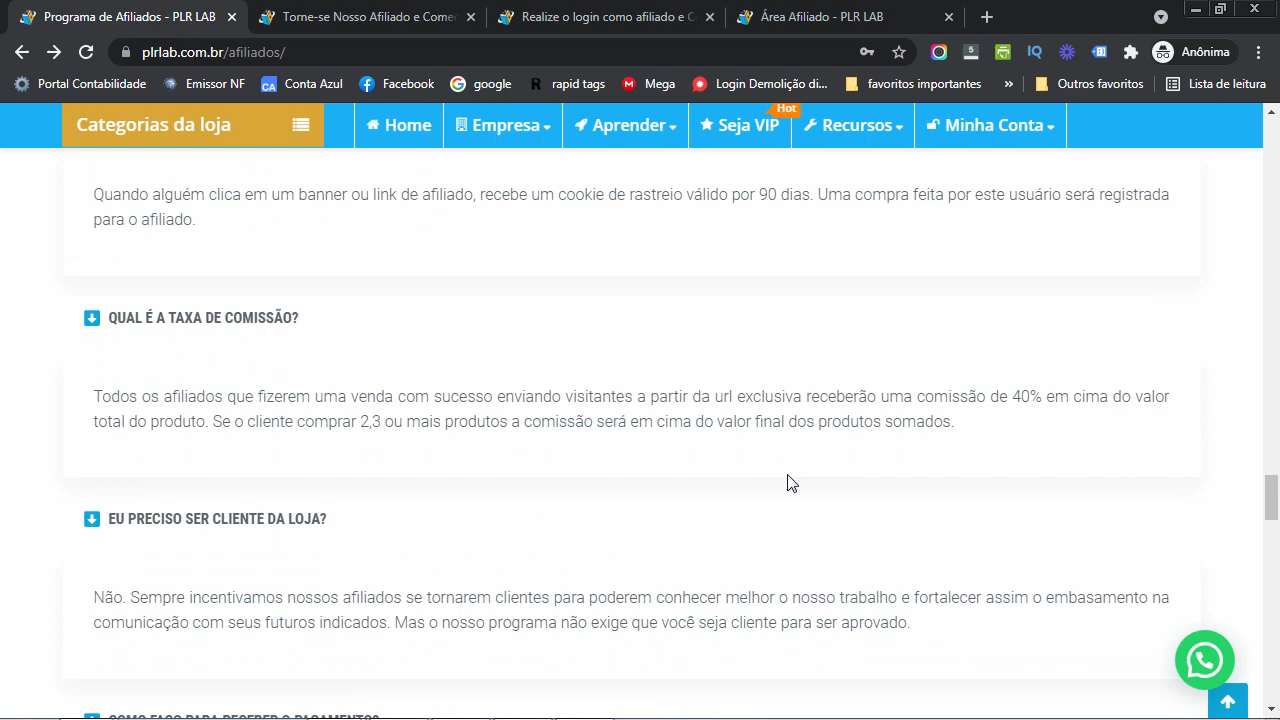 Programa de Afiliados - PLR LAB
Torne-se Nosso Afiliado e Comec
Realize o login como afiliado e C
Área Afiliado - PLR LAB
plrlab.com.br/afiliados/
5
IQ
Anônima
Portal Contabilidade
Emissor NF
CA
Conta Azul
Facebook
google
R
rapid tags
M
Mega
Login Demolição di...
favoritos importantes
»
Outros favoritos
Lista de leitura
Categorias da loja
Home
Empresa
Aprender
Seja VIP
Hot
Recursos
Minha Conta
Quando alguém clica em um banner ou link de afiliado, recebe um cookie de rastreio válido por 90 dias. Uma compra feita por este usuário será registrada
para o afiliado.
QUAL É A TAXA DE COMISSÃO?
Todos os afiliados que fizerem uma venda com sucesso enviando visitantes a partir da url exclusiva receberão uma comissão de 40% em cima do valor
total do produto. Se o cliente comprar 2,3 ou mais produtos a comissão será em cima do valor final dos produtos somados.
EU PRECISO SER CLIENTE DA LOJA?
Não. Sempre incentivamos nossos afiliados se tornarem clientes para poderem conhecer melhor o nosso trabalho e fortalecer assim o embasamento na
comunicação com seus futuros indicados. Mas o nosso programa não exige que você seja cliente para ser aprovado.
COMO FAÇO PARA RECEBER O PAGAMENTO?